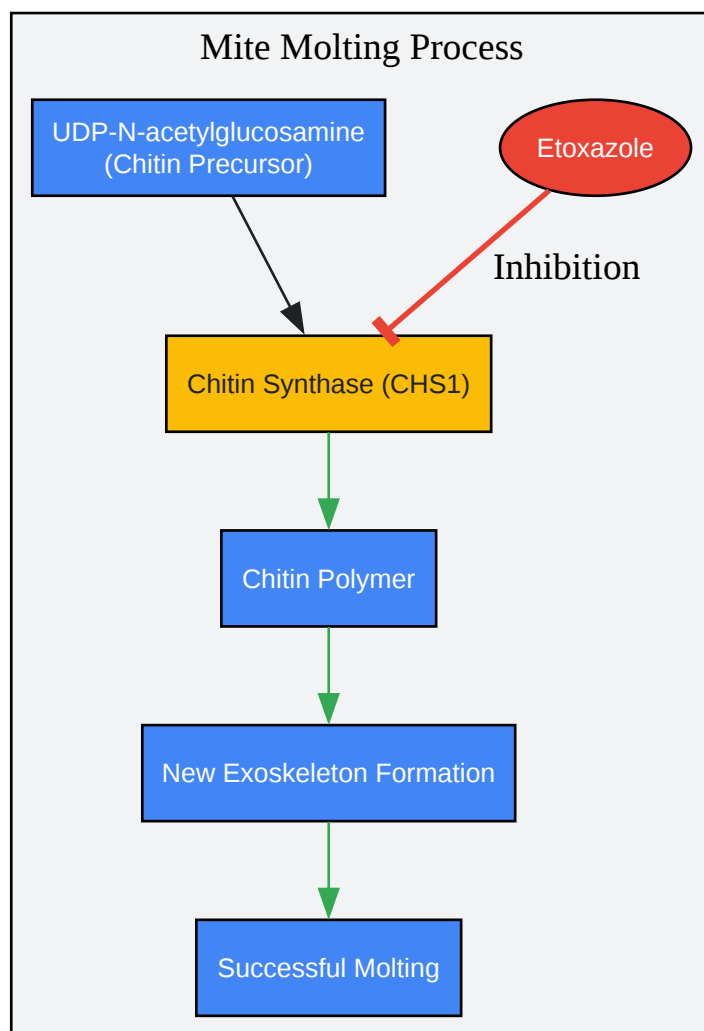 Mite Molting Process
UDP-N-acetylglucosamine
(Chitin Precursor)
Etoxazole
Inhibition
Chitin Synthase (CHS1)
Chitin Polymer
New Exoskeleton Formation
Successful Molting